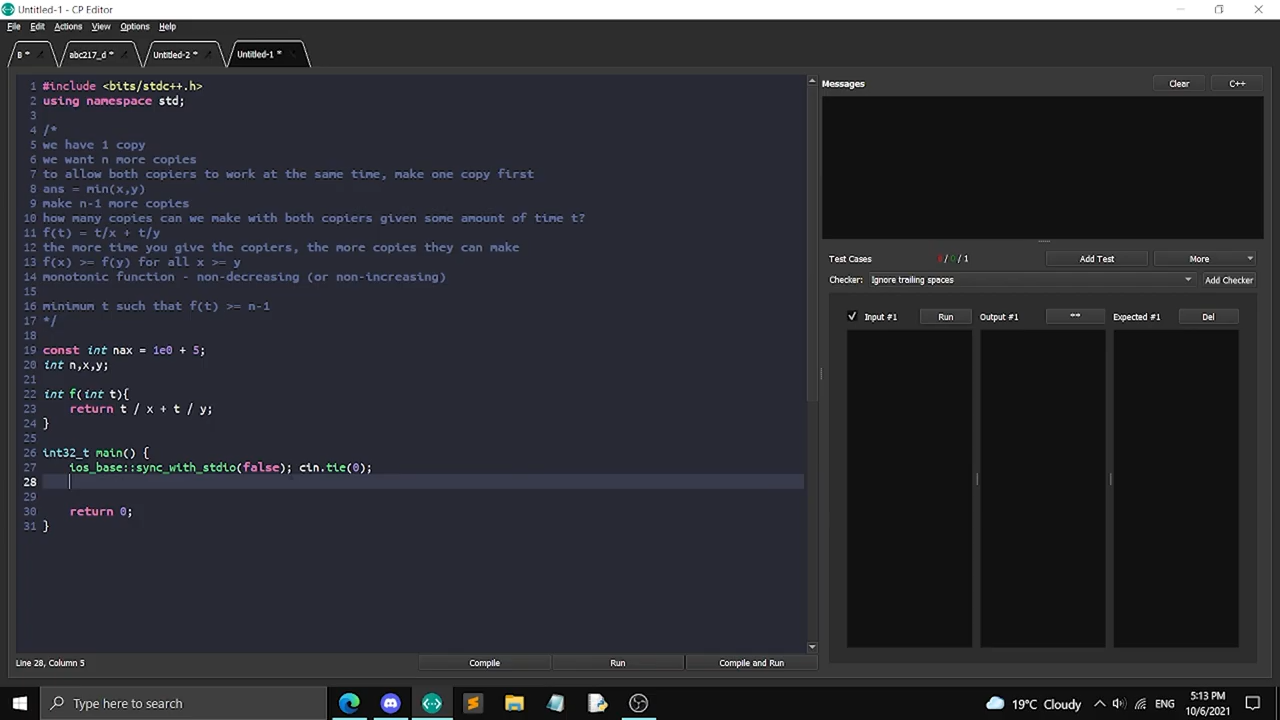 Untitled-1 - CP Editor
File Edit Actions View Options Help
B * abc217_d * Untitled-2 * Untitled-1 *
1 #include <bits/stdc++.h>
2 using namespace std;
3
4 /*
5 we have 1 copy
6 we want n more copies
7 to allow both copiers to work at the same time, make one copy first
8 ans = min(x,y)
9 make n-1 more copies
10 how many copies can we make with both copiers given some amount of time t?
11 f(t) = t/x + t/y
12 the more time you give the copiers, the more copies they can make
13 f(x) >= f(y) for all x >= y
14 monotonic function - non-decreasing (or non-increasing)
15
16 minimum t such that f(t) >= n-1
17 */
18
19 const int nax = 1e0 + 5;
20 int n,x,y;
21
22 int f(int t){
23 return t / x + t / y;
24 }
25
26 int32_t main() {
27 ios_base::sync_with_stdio(false); cin.tie(0);
28
29
30 return 0;
31 }
Line 28, Column 5
Compile Run Compile and Run
Messages Clear C++
Test Cases 0 / 0 / 1 Add Test More
Checker: Ignore trailing spaces Add Checker
Input #1 Run Output #1 ** Expected #1 Del
Type here to search
19°C Cloudy ENG
5:13 PM
10/6/2021